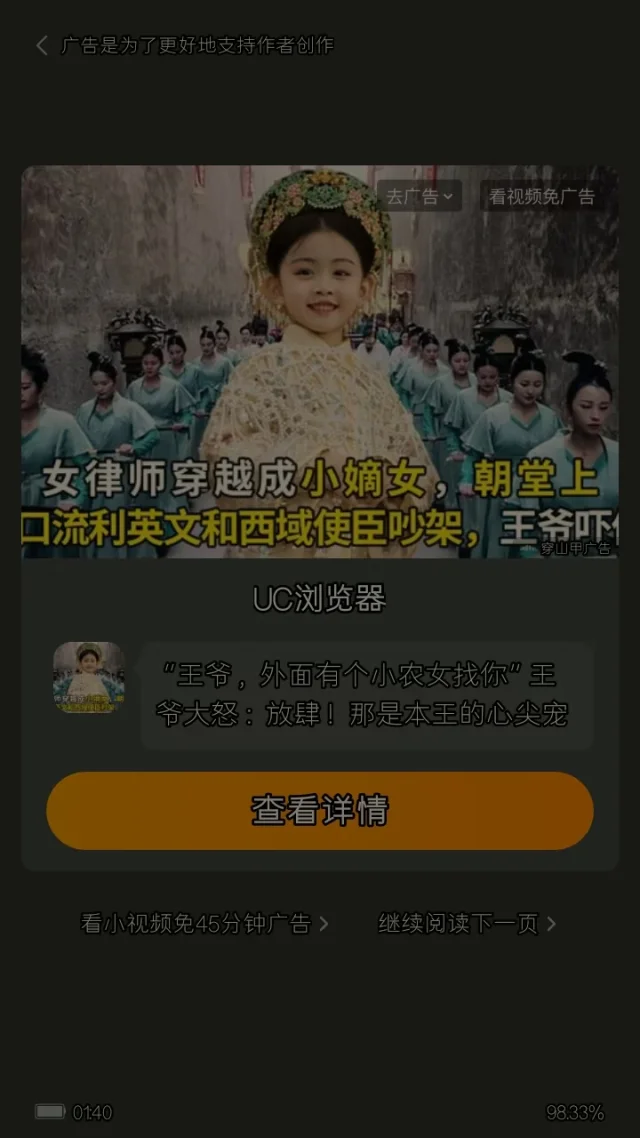 广告是为了更好地支持作者创作
去广告
看视频免广告
女律师穿越成小嫡女，朝堂上
口流利英文和西域使臣吵架，王爷吓
穿山甲广告
UC浏览器
“王爷，外面有个小农女找你”王
爷大怒：放肆！那是本王的心尖宠
查看详情
看小视频免45分钟广告
继续阅读下一页
01:40
98.33%